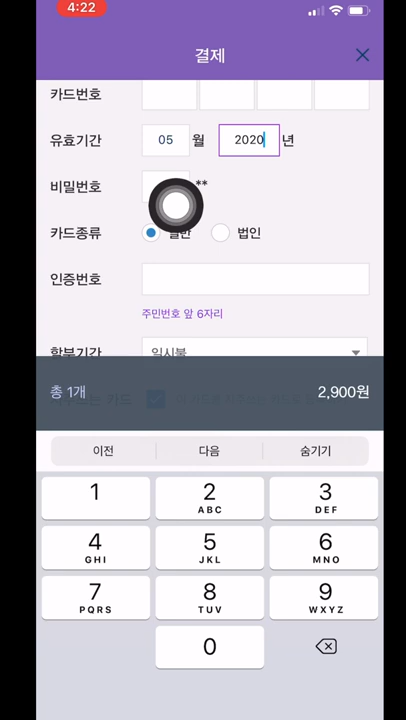 4:22
결제
카드번호
유효기간 05 월 2020 년
비밀번호 **
카드종류 일반 법인
인증번호
주민번호 앞 6자리
할부기간 일시불
총 1개 2,900원
이전 다음 숨기기
1 2 3
ABC DEF
4 5 6
GHI JKL MNO
7 8 9
PQRS TUV WXYZ
0